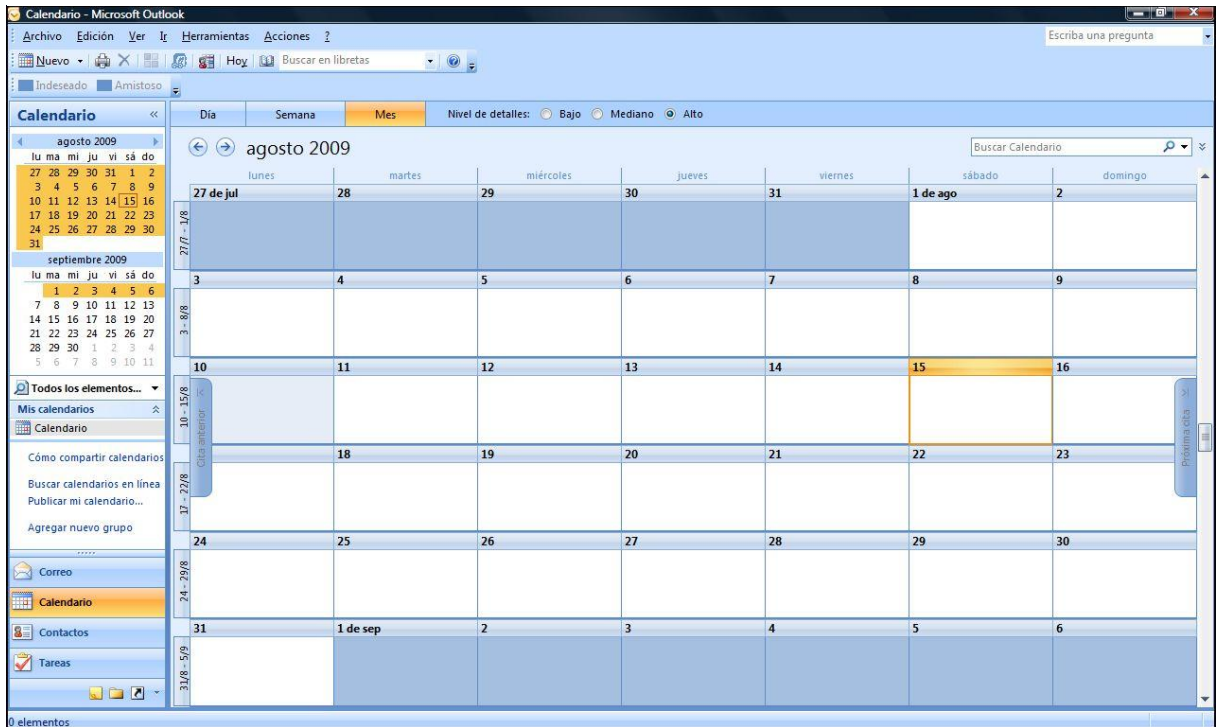 Calendario - Microsoft Outlook
Archivo Edición Ver Ir Herramientas Acciones ?
Escriba una pregunta
Nuevo Hoy Buscar en libretas
Indeseado Amistoso
Calendario «
Día Semana Mes Nivel de detalles: Bajo Mediano Alto
agosto 2009
lu ma mi ju vi sá do
27 28 29 30 31 1 2
3 4 5 6 7 8 9
10 11 12 13 14 15 16
17 18 19 20 21 22 23
24 25 26 27 28 29 30
31
septiembre 2009
lu ma mi ju vi sá do
1 2 3 4 5 6
7 8 9 10 11 12 13
14 15 16 17 18 19 20
21 22 23 24 25 26 27
28 29 30 1 2 3 4
5 6 7 8 9 10 11
Todos los elementos...
Mis calendarios
Calendario
Cómo compartir calendarios
Buscar calendarios en línea
Publicar mi calendario...
Agregar nuevo grupo
Correo
Calendario
Contactos
Tareas
agosto 2009
Buscar Calendario
lunes martes miércoles jueves viernes sábado domingo
27/7 - 1/8
27 de jul 28 29 30 31 1 de ago 2
3 - 8/8
3 4 5 6 7 8 9
10 - 15/8
10 11 12 13 14 15 16
Cita anterior
Próxima cita
17 - 22/8
18 19 20 21 22 23
24 - 29/8
24 25 26 27 28 29 30
31/8 - 5/9
31 1 de sep 2 3 4 5 6
0 elementos